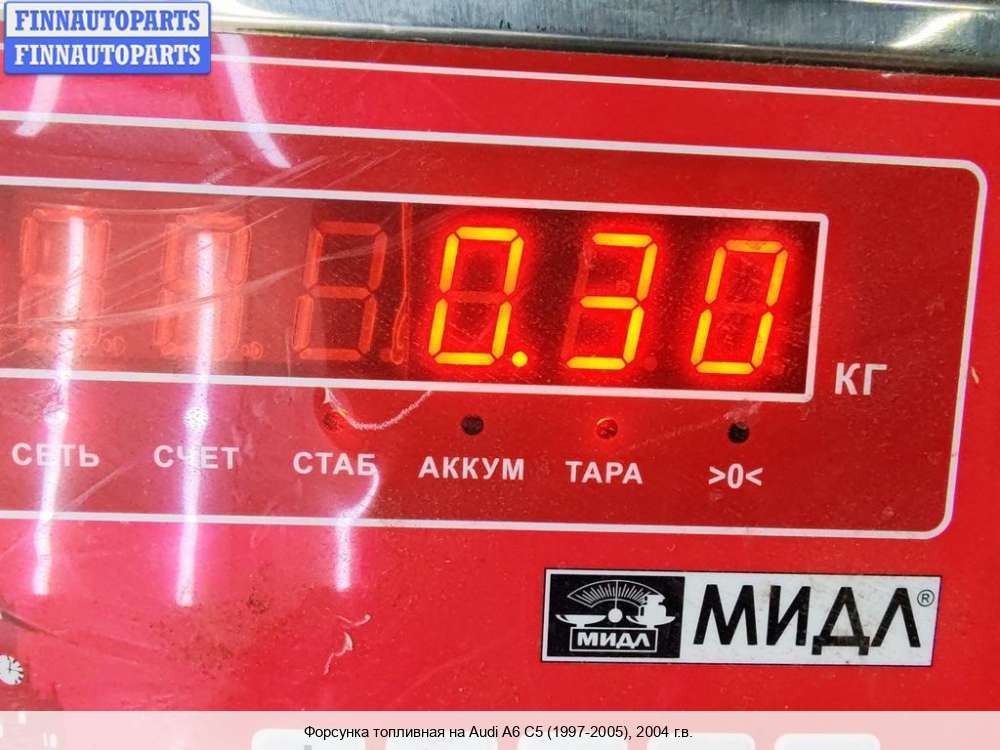 FINNAUTOPARTS
FINNAUTOPARTS
0.30
КГ
СЕТЬ СЧЕТ СТАБ АККУМ ТАРА >0<
МИДЛ МИДЛ®
Форсунка топливная на Audi A6 C5 (1997-2005), 2004 г.в.